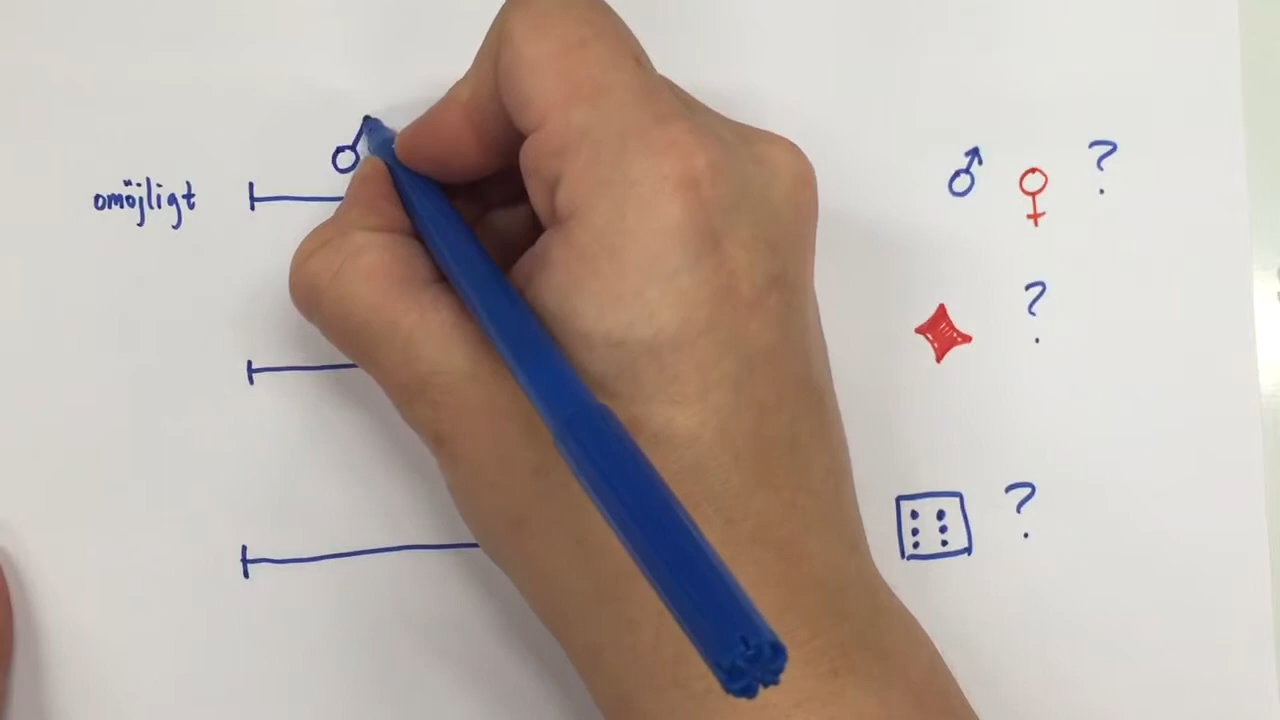 omöjligt
♂ ♀ ?
?
?